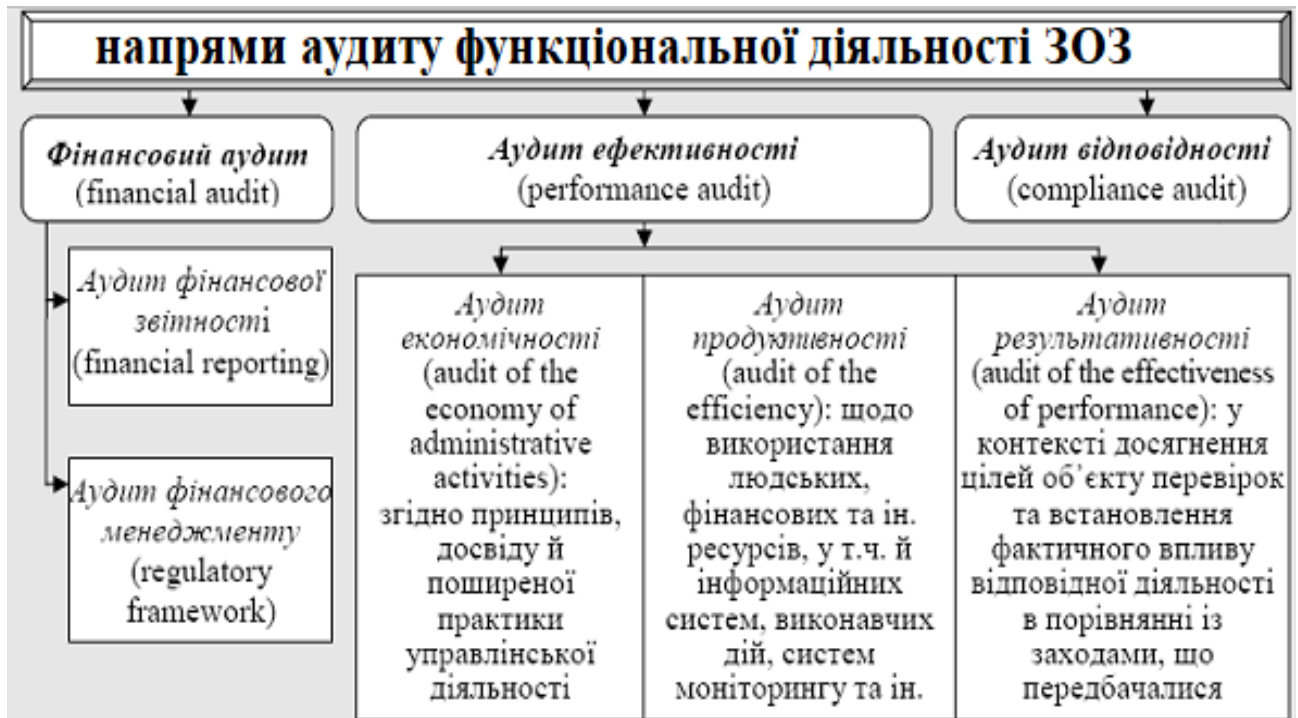 напрями аудиту функціональної діяльності ЗОЗ
Фінансовий аудит
(financial audit)
Аудит ефективності
(performance audit)
Аудит відповідності
(compliance audit)
Аудит фінансової
звітності
(financial reporting)
Аудит фінансового
менеджменту
(regulatory
framework)
Аудит
економічності
(audit of the
economy of
administrative
activities):
згідно принципів,
досвіду й
поширеної
практики
управлінської
діяльності
Аудит
продуктивності
(audit of the
efficiency): щодо
використання
людських,
фінансових та ін.
ресурсів, у т.ч. й
інформаційних
систем, виконавчих
дій, систем
моніторингу та ін.
Аудит
результативності
(audit of the effectiveness
of performance): у
контексті досягнення
цілей об’єкту перевірок
та встановлення
фактичного впливу
відповідної діяльності
в порівнянні із
заходами, що
передбачалися